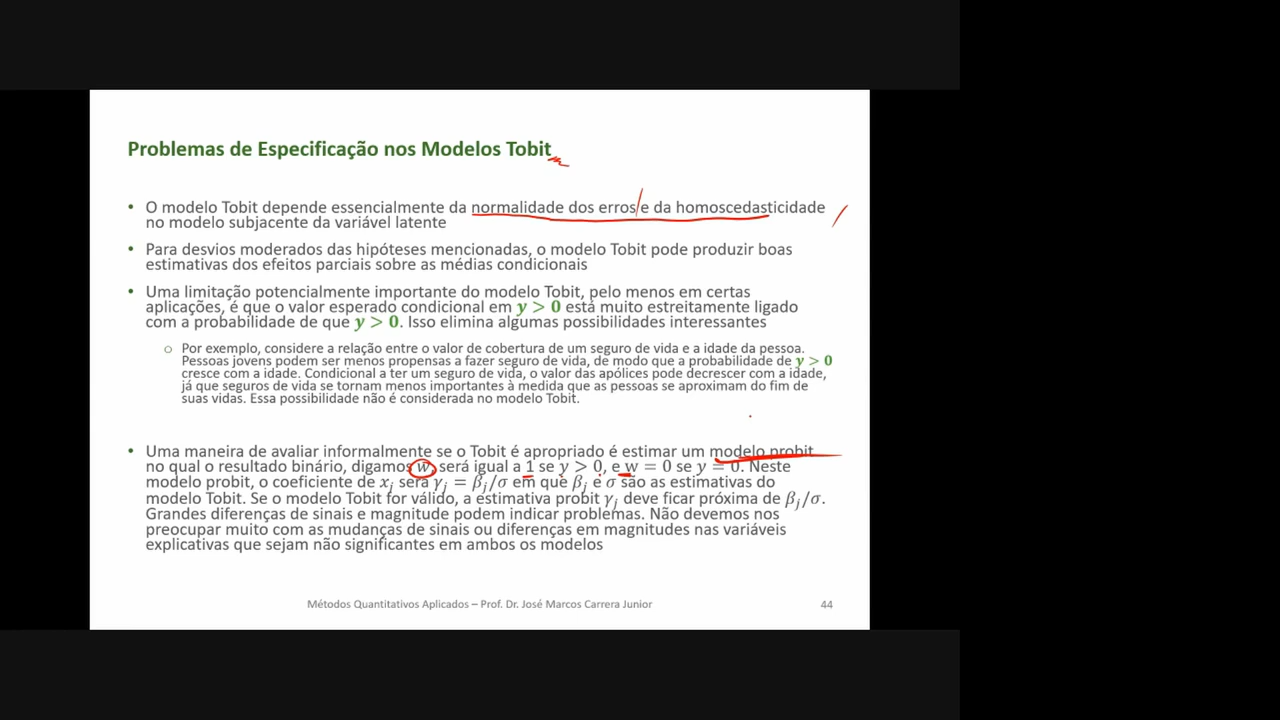 Problemas de Especificação nos Modelos Tobit
• O modelo Tobit depende essencialmente da normalidade dos erros e da homoscedasticidade
no modelo subjacente da variável latente
• Para desvios moderados das hipóteses mencionadas, o modelo Tobit pode produzir boas
estimativas dos efeitos parciais sobre as médias condicionais
• Uma limitação potencialmente importante do modelo Tobit, pelo menos em certas
aplicações, é que o valor esperado condicional em y > 0 está muito estreitamente ligado
com a probabilidade de que y > 0. Isso elimina algumas possibilidades interessantes
o Por exemplo, considere a relação entre o valor de cobertura de um seguro de vida e a idade da pessoa.
Pessoas jovens podem ser menos propensas a fazer seguro de vida, de modo que a probabilidade de y > 0
cresce com a idade. Condicional a ter um seguro de vida, o valor das apólices pode decrescer com a idade,
já que seguros de vida se tornam menos importantes à medida que as pessoas se aproximam do fim de
suas vidas. Essa possibilidade não é considerada no modelo Tobit.
• Uma maneira de avaliar informalmente se o Tobit é apropriado é estimar um modelo probit
no qual o resultado binário, digamos w, será igual a 1 se y > 0, e w = 0 se y = 0. Neste
modelo probit, o coeficiente de xⱼ será γⱼ = βⱼ/σ em que βⱼ e σ são as estimativas do
modelo Tobit. Se o modelo Tobit for válido, a estimativa probit γⱼ deve ficar próxima de βⱼ/σ.
Grandes diferenças de sinais e magnitude podem indicar problemas. Não devemos nos
preocupar muito com as mudanças de sinais ou diferenças em magnitudes nas variáveis
explicativas que sejam não significantes em ambos os modelos
Métodos Quantitativos Aplicados – Prof. Dr. José Marcos Carrera Junior
44